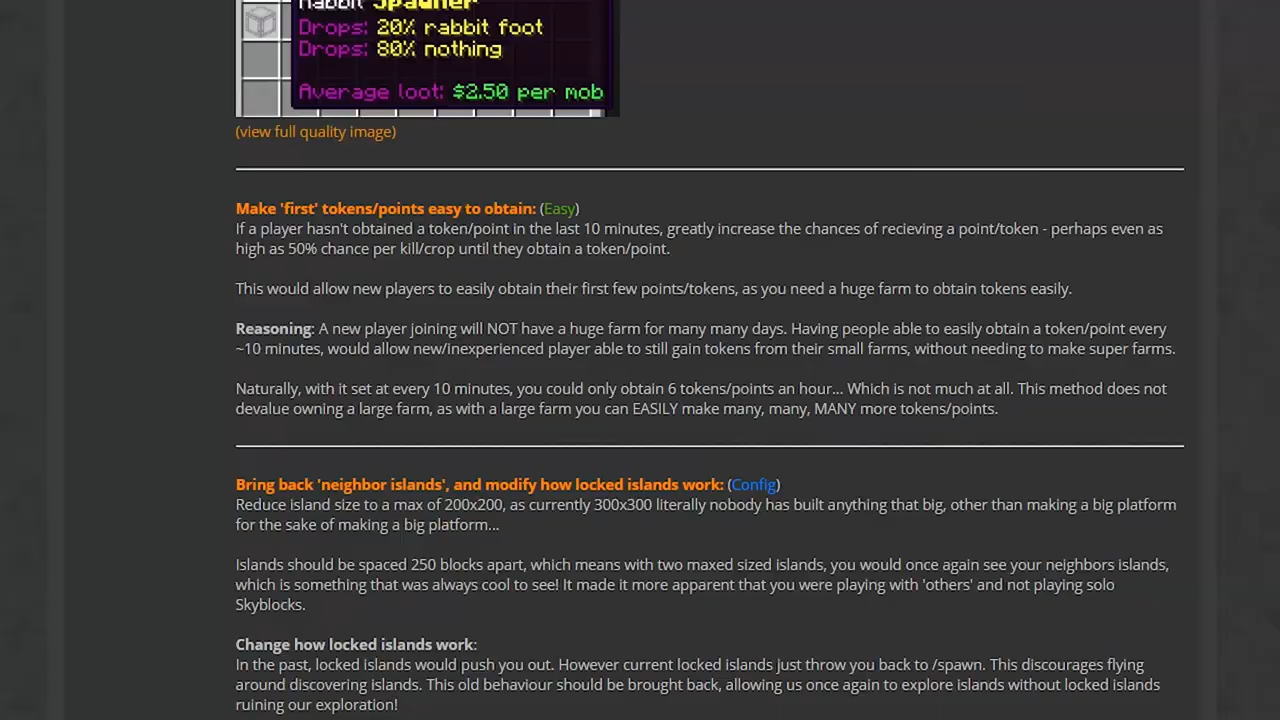 Rabbit Spawner
Drops: 20% rabbit foot
Drops: 80% nothing
Average loot: $2.50 per mob
(view full quality image)
Make 'first' tokens/points easy to obtain: (Easy)
If a player hasn't obtained a token/point in the last 10 minutes, greatly increase the chances of recieving a point/token - perhaps even as
high as 50% chance per kill/crop until they obtain a token/point.
This would allow new players to easily obtain their first few points/tokens, as you need a huge farm to obtain tokens easily.
Reasoning: A new player joining will NOT have a huge farm for many many days. Having people able to easily obtain a token/point every
~10 minutes, would allow new/inexperienced player able to still gain tokens from their small farms, without needing to make super farms.
Naturally, with it set at every 10 minutes, you could only obtain 6 tokens/points an hour... Which is not much at all. This method does not
devalue owning a large farm, as with a large farm you can EASILY make many, many, MANY more tokens/points.
Bring back 'neighbor islands', and modify how locked islands work: (Config)
Reduce island size to a max of 200x200, as currently 300x300 literally nobody has built anything that big, other than making a big platform
for the sake of making a big platform...
Islands should be spaced 250 blocks apart, which means with two maxed sized islands, you would once again see your neighbors islands,
which is something that was always cool to see! It made it more apparent that you were playing with 'others' and not playing solo
Skyblocks.
Change how locked islands work:
In the past, locked islands would push you out. However current locked islands just throw you back to /spawn. This discourages flying
around discovering islands. This old behaviour should be brought back, allowing us once again to explore islands without locked islands
ruining our exploration!